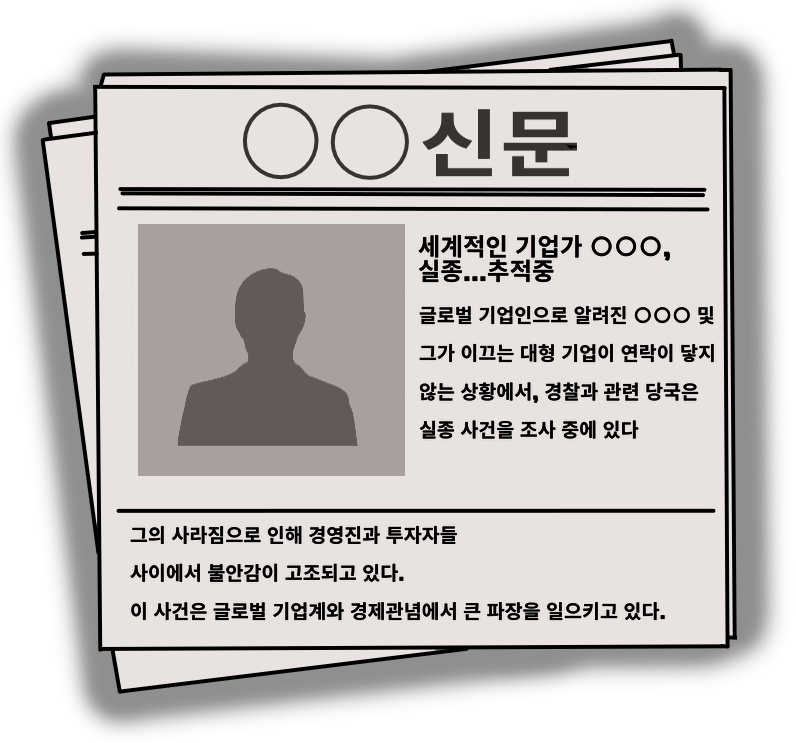 ○○신문
세계적인 기업가 ○○○,
실종...추적중
글로벌 기업인으로 알려진 ○○○ 및
그가 이끄는 대형 기업이 연락이 닿지
않는 상황에서, 경찰과 관련 당국은
실종 사건을 조사 중에 있다
그의 사라짐으로 인해 경영진과 투자자들
사이에서 불안감이 고조되고 있다.
이 사건은 글로벌 기업계와 경제관념에서 큰 파장을 일으키고 있다.